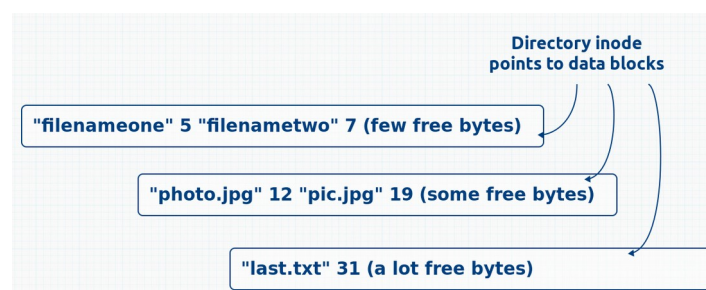 Directory inode
points to data blocks
"filenameone" 5 "filenametwo" 7 (few free bytes)
"photo.jpg" 12 "pic.jpg" 19 (some free bytes)
"last.txt" 31 (a lot free bytes)